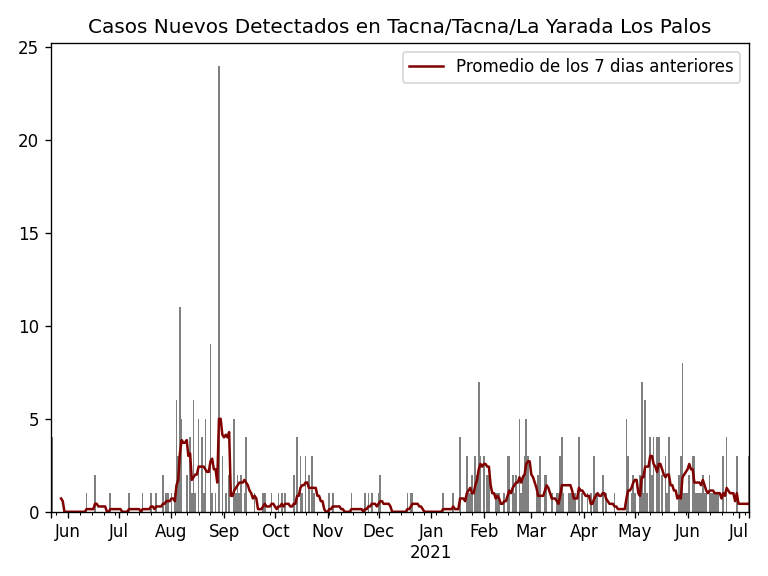 Casos Nuevos Detectados en Tacna/Tacna/La Yarada Los Palos
Promedio de los 7 dias anteriores
25
20
15
10
5
0
Jun Jul Aug Sep Oct Nov Dec Jan Feb Mar Apr May Jun Jul
2021